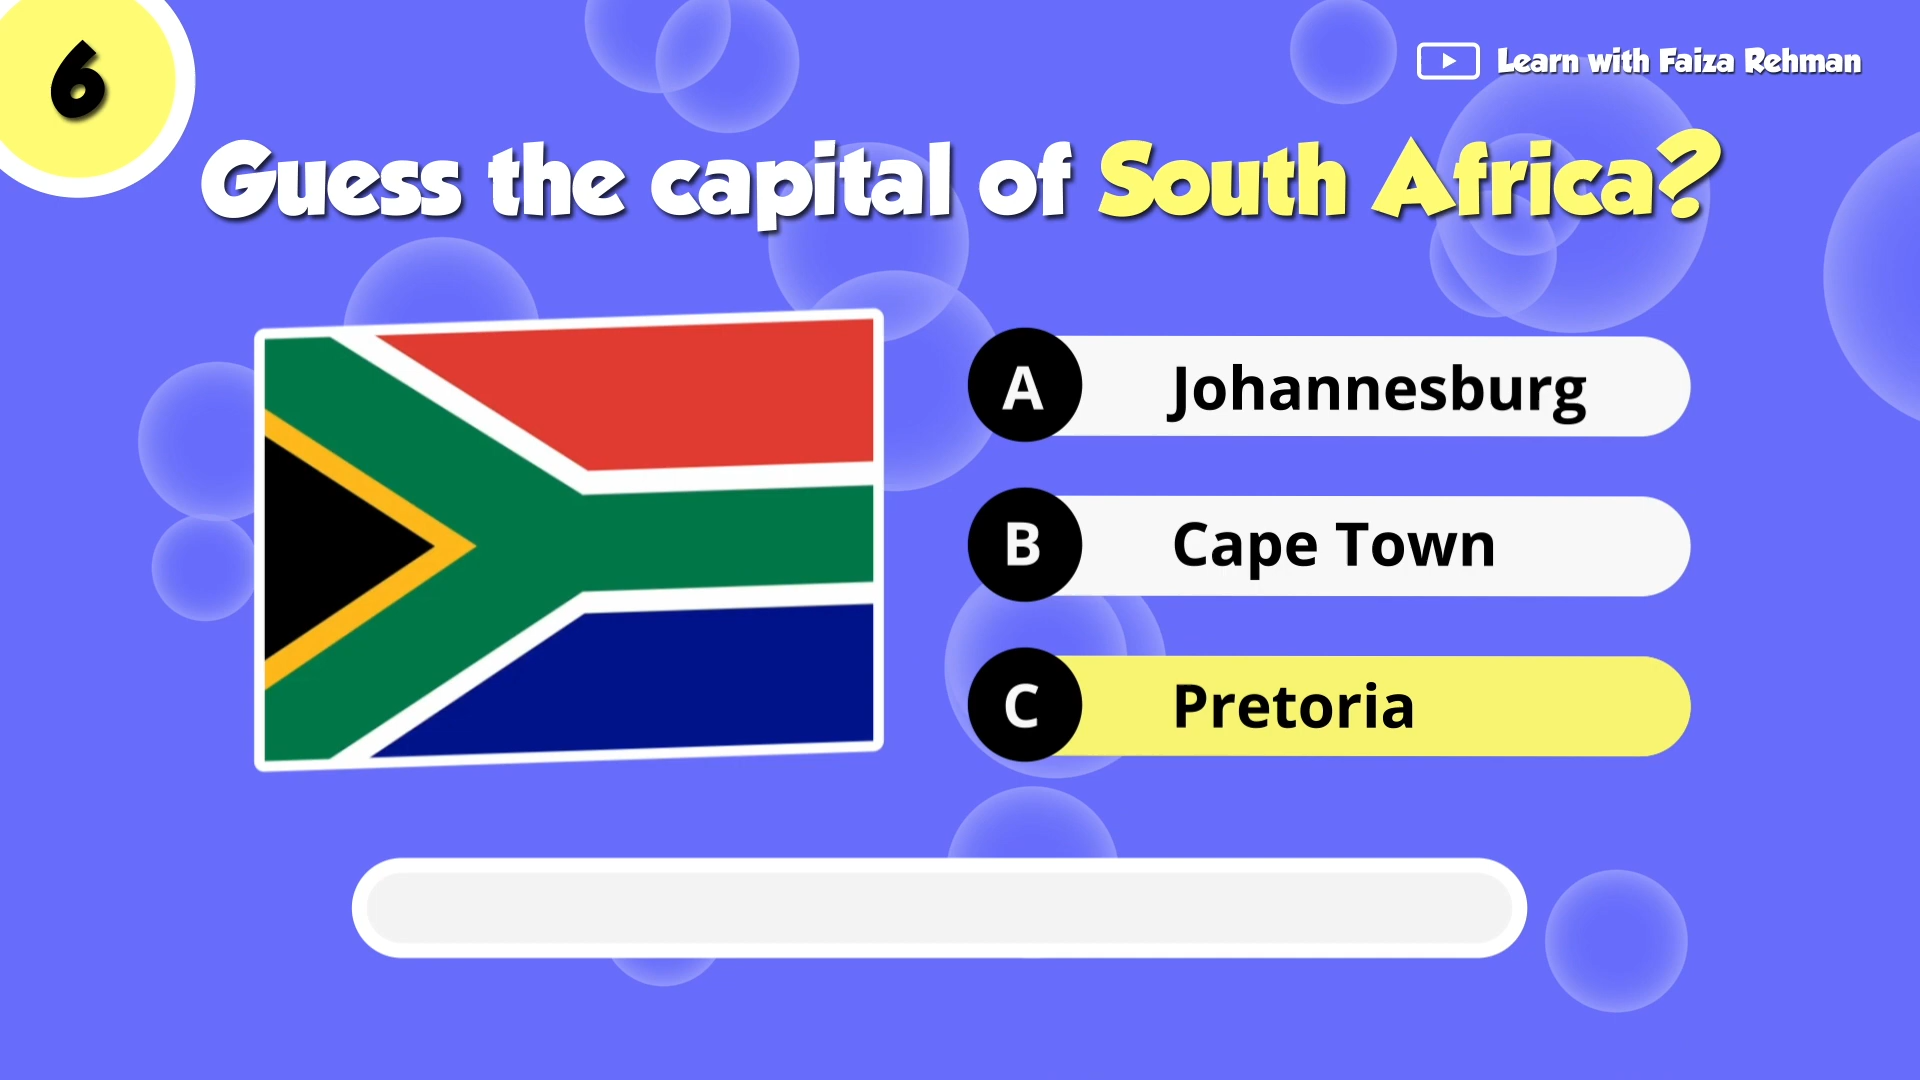 6
Learn with Faiza Rehman
Guess the capital of South Africa?
A Johannesburg
B Cape Town
C Pretoria